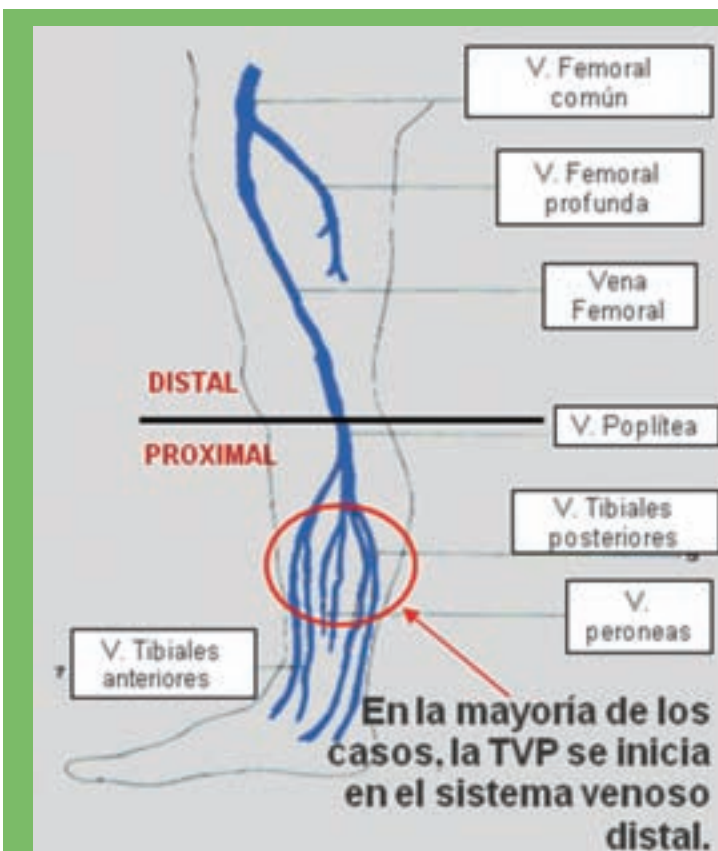 V. Femoral
común
V. Femoral
profunda
Vena
Femoral
DISTAL
PROXIMAL
V. Poplítea
V. Tibiales
posteriores
V.
peroneas
V. Tibiales
anteriores
En la mayoría de los
casos, la TVP se inicia
en el sistema venoso
distal.